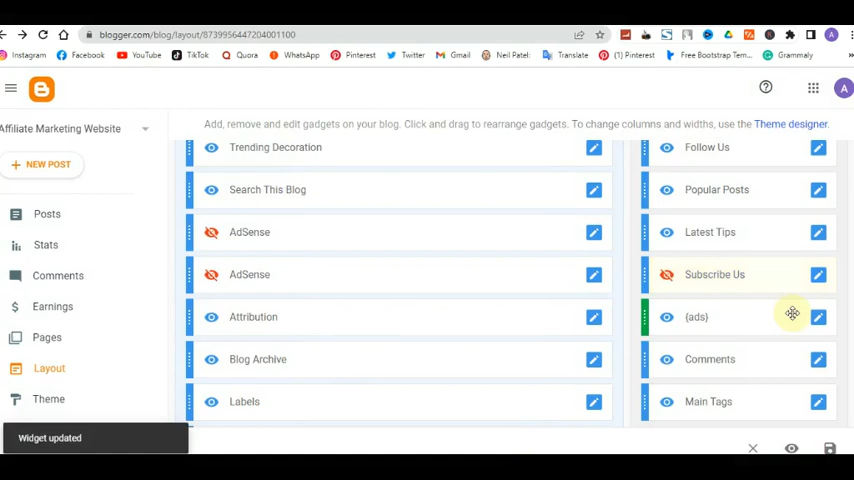 blogger.com/blog/layout/8739956447204001100
Instagram
Facebook
YouTube
TikTok
Quora
WhatsApp
Pinterest
Twitter
Gmail
Neil Patel:
Translate
(1) Pinterest
Free Bootstrap Tem...
Grammaly
A
Affiliate Marketing Website
+ NEW POST
Posts
Stats
Comments
Earnings
Pages
Layout
Theme
Add, remove and edit gadgets on your blog. Click and drag to rearrange gadgets. To change columns and widths, use the Theme designer.
Trending Decoration
Search This Blog
AdSense
AdSense
Attribution
Blog Archive
Labels
Follow Us
Popular Posts
Latest Tips
Subscribe Us
{ads}
Comments
Main Tags
Widget updated